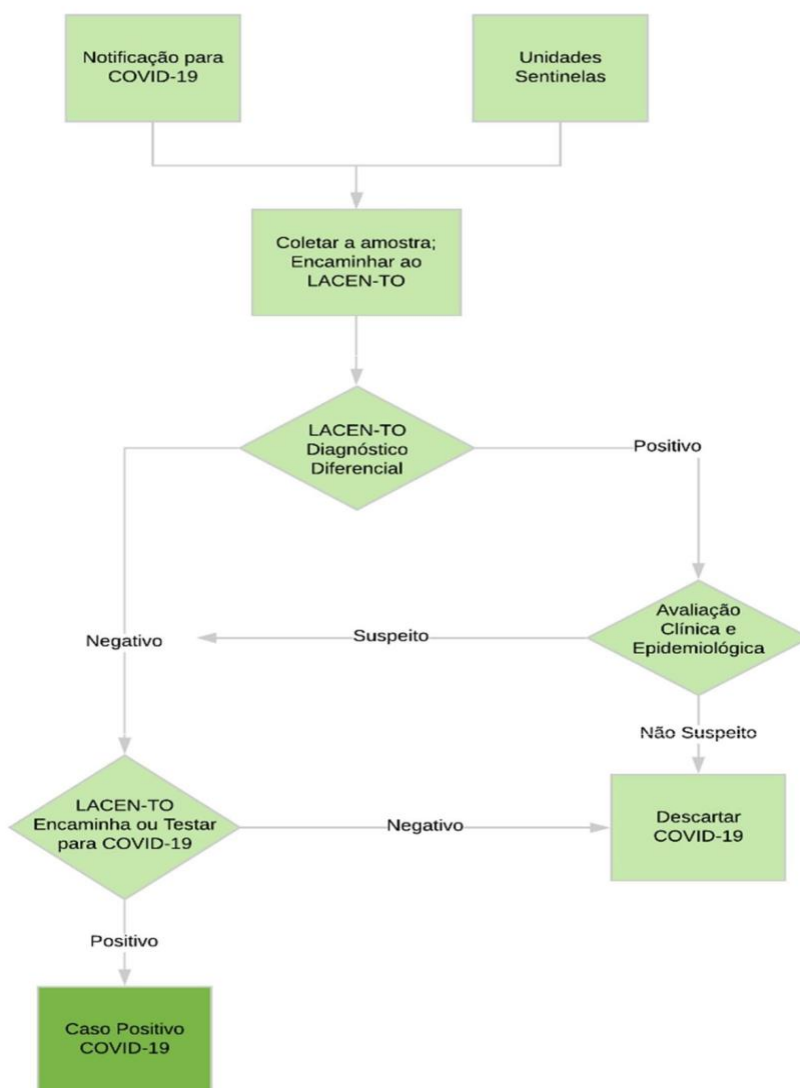 Notificação para
COVID-19
Unidades
Sentinelas
Coletar a amostra;
Encaminhar ao
LACEN-TO
LACEN-TO
Diagnóstico
Diferencial
Positivo
Avaliação
Clínica e
Epidemiológica
Suspeito
Negativo
Não Suspeito
LACEN-TO
Encaminha ou Testar
para COVID-19
Negativo
Descartar
COVID-19
Positivo
Caso Positivo
COVID-19